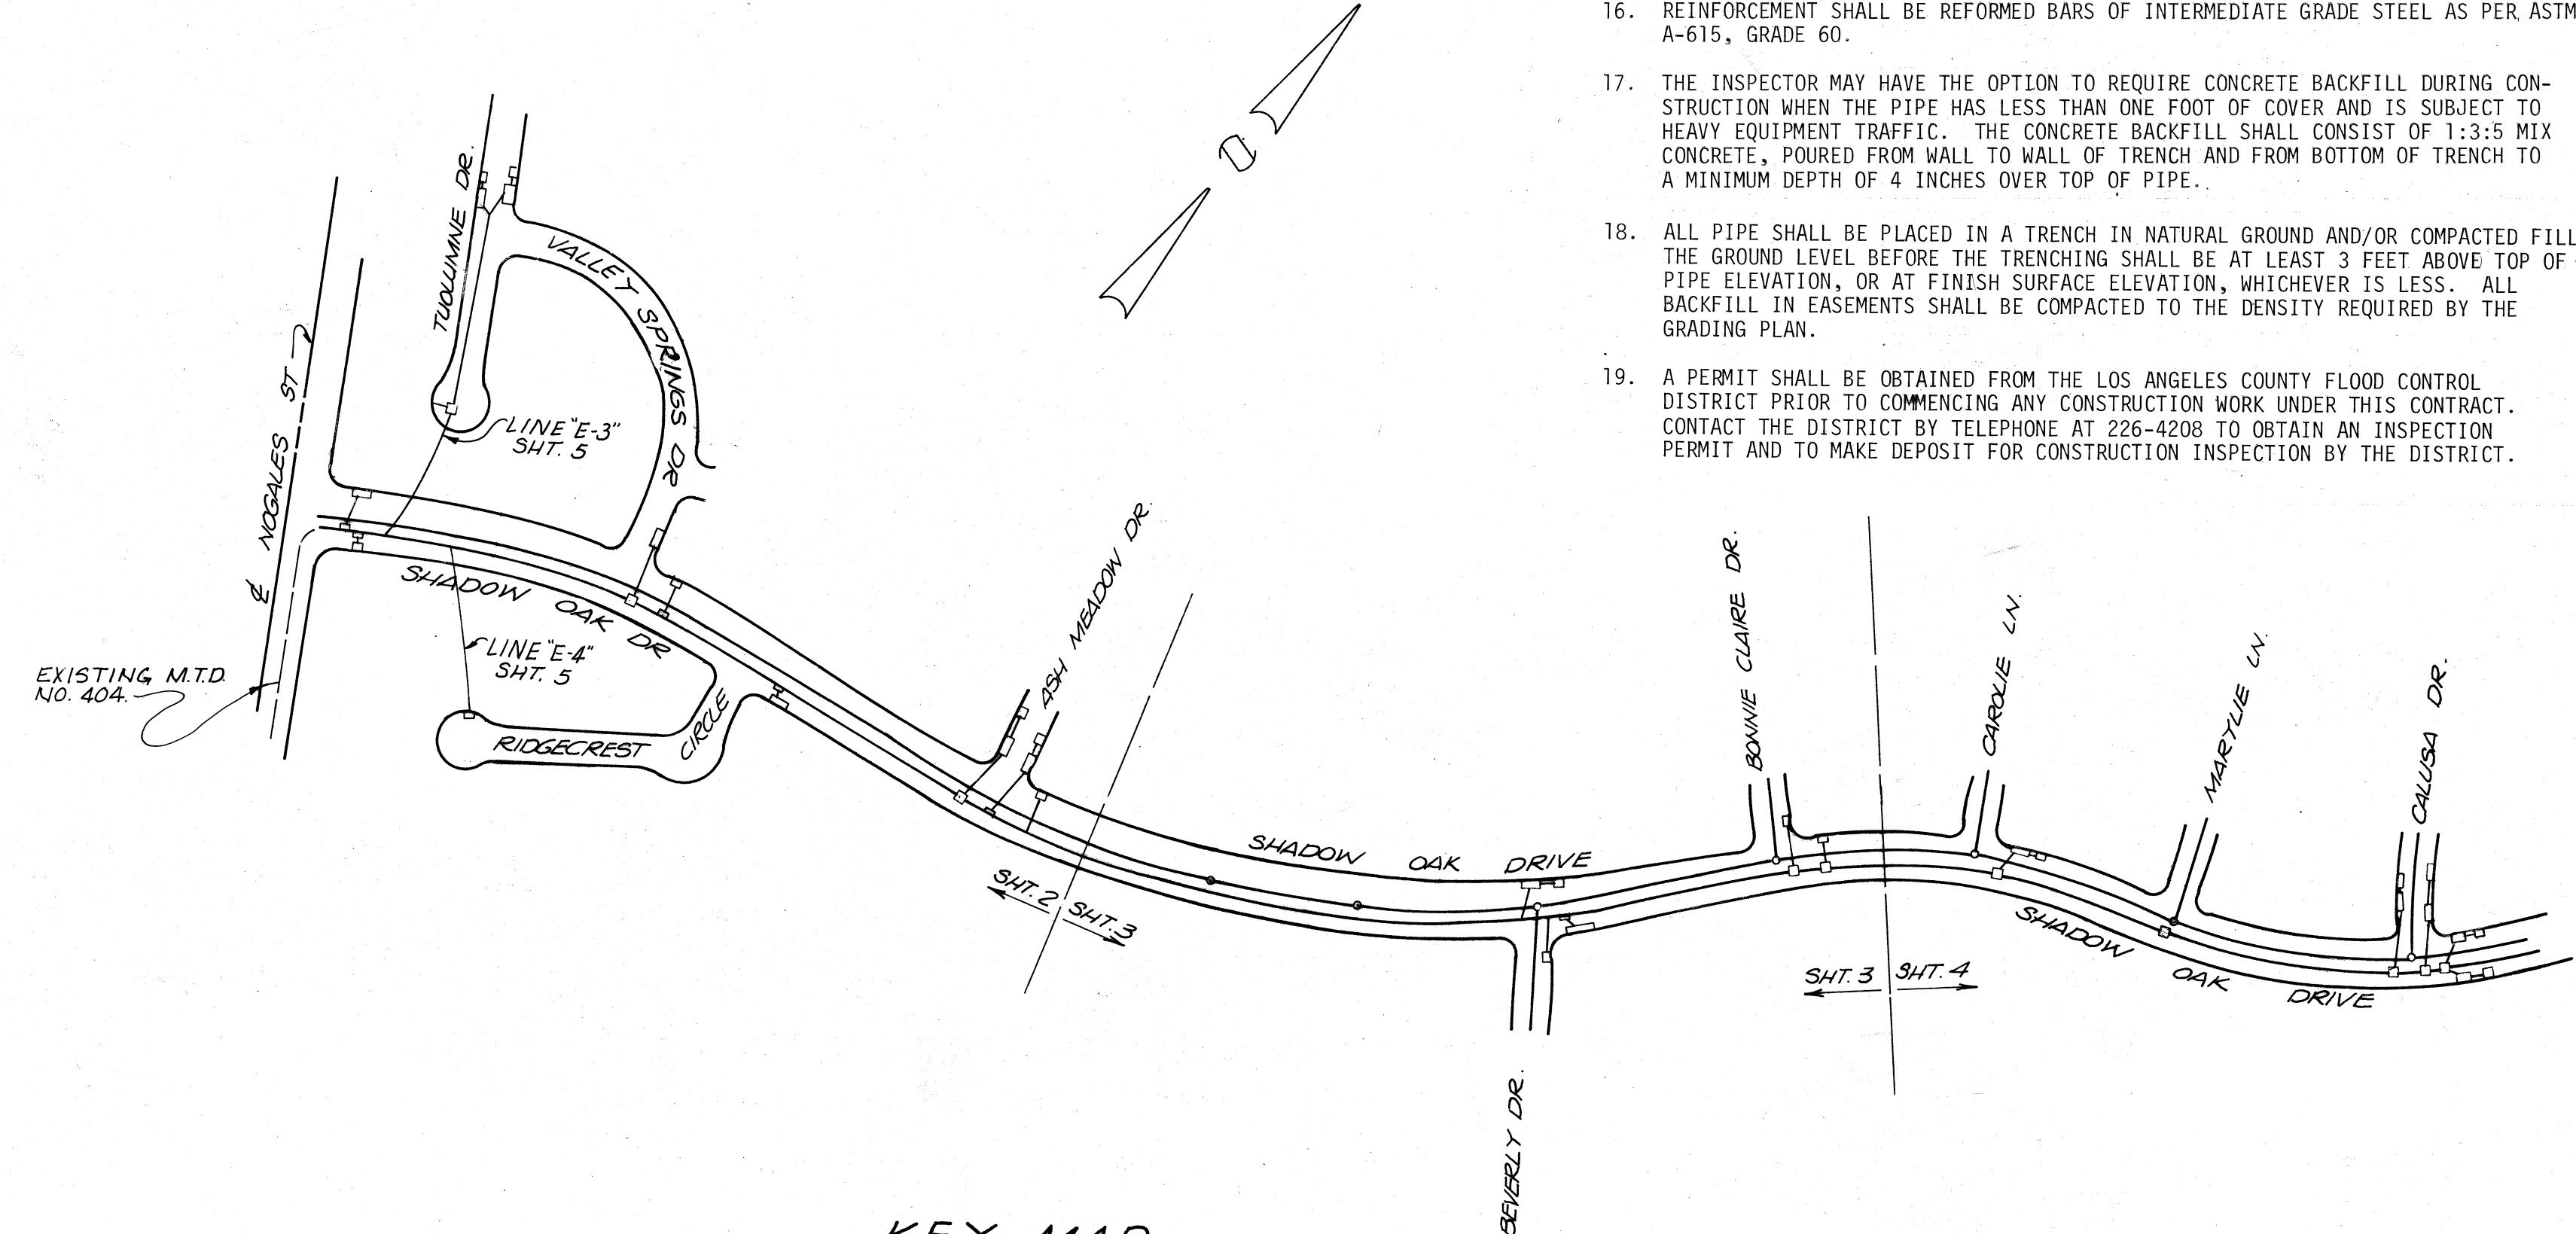 16. REINFORCEMENT SHALL BE REFORMED BARS OF INTERMEDIATE GRADE STEEL AS PER ASTM
A-615, GRADE 60.
17. THE INSPECTOR MAY HAVE THE OPTION TO REQUIRE CONCRETE BACKFILL DURING CON-
STRUCTION WHEN THE PIPE HAS LESS THAN ONE FOOT OF COVER AND IS SUBJECT TO
HEAVY EQUIPMENT TRAFFIC. THE CONCRETE BACKFILL SHALL CONSIST OF 1:3:5 MIX
CONCRETE, POURED FROM WALL TO WALL OF TRENCH AND FROM BOTTOM OF TRENCH TO
A MINIMUM DEPTH OF 4 INCHES OVER TOP OF PIPE.
18. ALL PIPE SHALL BE PLACED IN A TRENCH IN NATURAL GROUND AND/OR COMPACTED FILL
THE GROUND LEVEL BEFORE THE TRENCHING SHALL BE AT LEAST 3 FEET ABOVE TOP OF
PIPE ELEVATION, OR AT FINISH SURFACE ELEVATION, WHICHEVER IS LESS. ALL
BACKFILL IN EASEMENTS SHALL BE COMPACTED TO THE DENSITY REQUIRED BY THE
GRADING PLAN.
19. A PERMIT SHALL BE OBTAINED FROM THE LOS ANGELES COUNTY FLOOD CONTROL
DISTRICT PRIOR TO COMMENCING ANY CONSTRUCTION WORK UNDER THIS CONTRACT.
CONTACT THE DISTRICT BY TELEPHONE AT 226-4208 TO OBTAIN AN INSPECTION
PERMIT AND TO MAKE DEPOSIT FOR CONSTRUCTION INSPECTION BY THE DISTRICT.
N
TUOLUMNE DR.
VALLEY SPRINGS DR
℄ NOGALES ST
LINE "E-3"
SHT. 5
SHADOW OAK DR
LINE "E-4"
SHT. 5
EXISTING M.T.D.
NO. 404.
RIDGECREST CIRCLE
ASH MEADOW DR.
SHT. 2 SHT. 3
SHADOW OAK DRIVE
BONNIE CLAIRE DR.
CAROLIE LN.
MARTLIE LN.
CALUSA DR.
SHT. 3 SHT. 4
SHADOW OAK DRIVE
BEVERLY DR.
KEY MAP